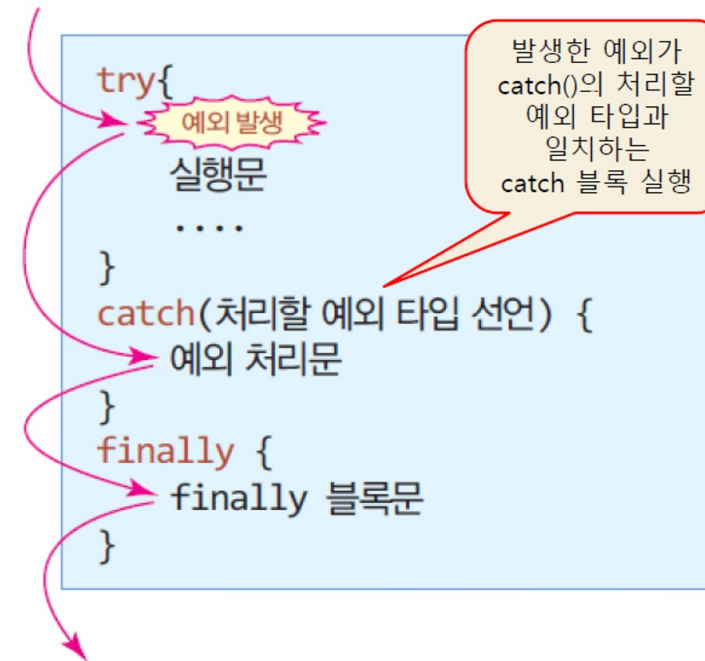 try{
예외 발생
실행문
....
}
catch(처리할 예외 타입 선언) {
예외 처리문
}
finally {
finally 블록문
}
발생한 예외가
catch()의 처리할
예외 타입과
일치하는
catch 블록 실행